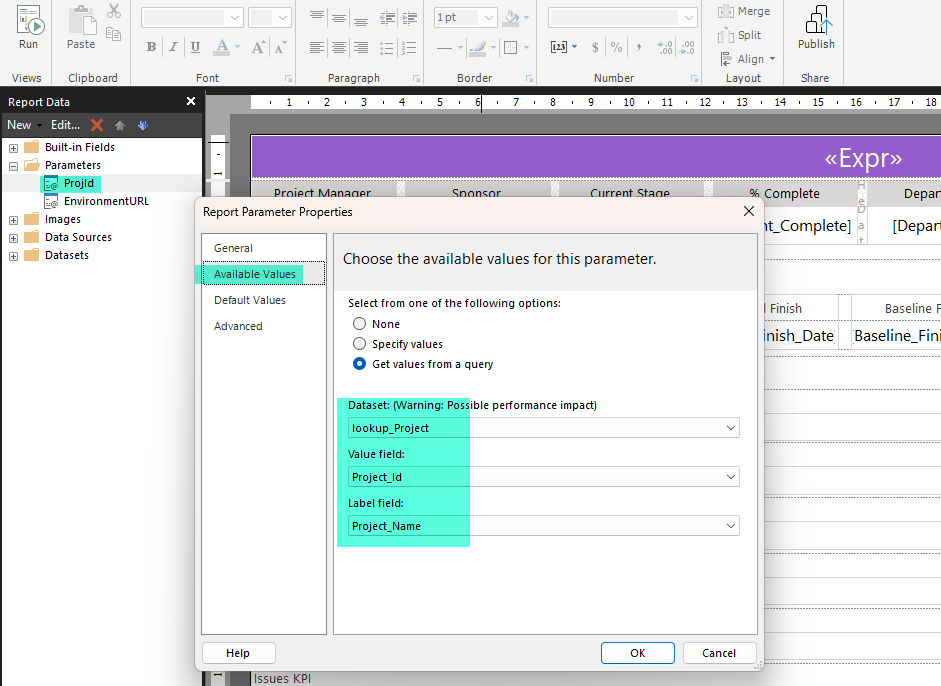 Run
Paste
1 pt
Merge
Split
Align
Publish
B I U A A A
123 $ % , .00 .00
Views Clipboard Font Paragraph Border Number Layout Share
Report Data
New Edit...
Built-in Fields
Parameters
ProjId
EnvironmentURL
Images
Data Sources
Datasets
1 2 3 4 5 6 7 8 9 10 11 12 13 14 15 16 17 18
1
«Expr»
Project Manager Sponsor Current Stage % Complete Depar
nt_Complete] [Depart
l Finish Baseline F
inish_Date Baseline_Fini
Report Parameter Properties
General
Available Values
Default Values
Advanced
Choose the available values for this parameter.
Select from one of the following options:
None
Specify values
Get values from a query
Dataset: (Warning: Possible performance impact)
lookup_Project
Value field:
Project_Id
Label field:
Project_Name
Help OK Cancel
Issues KPI